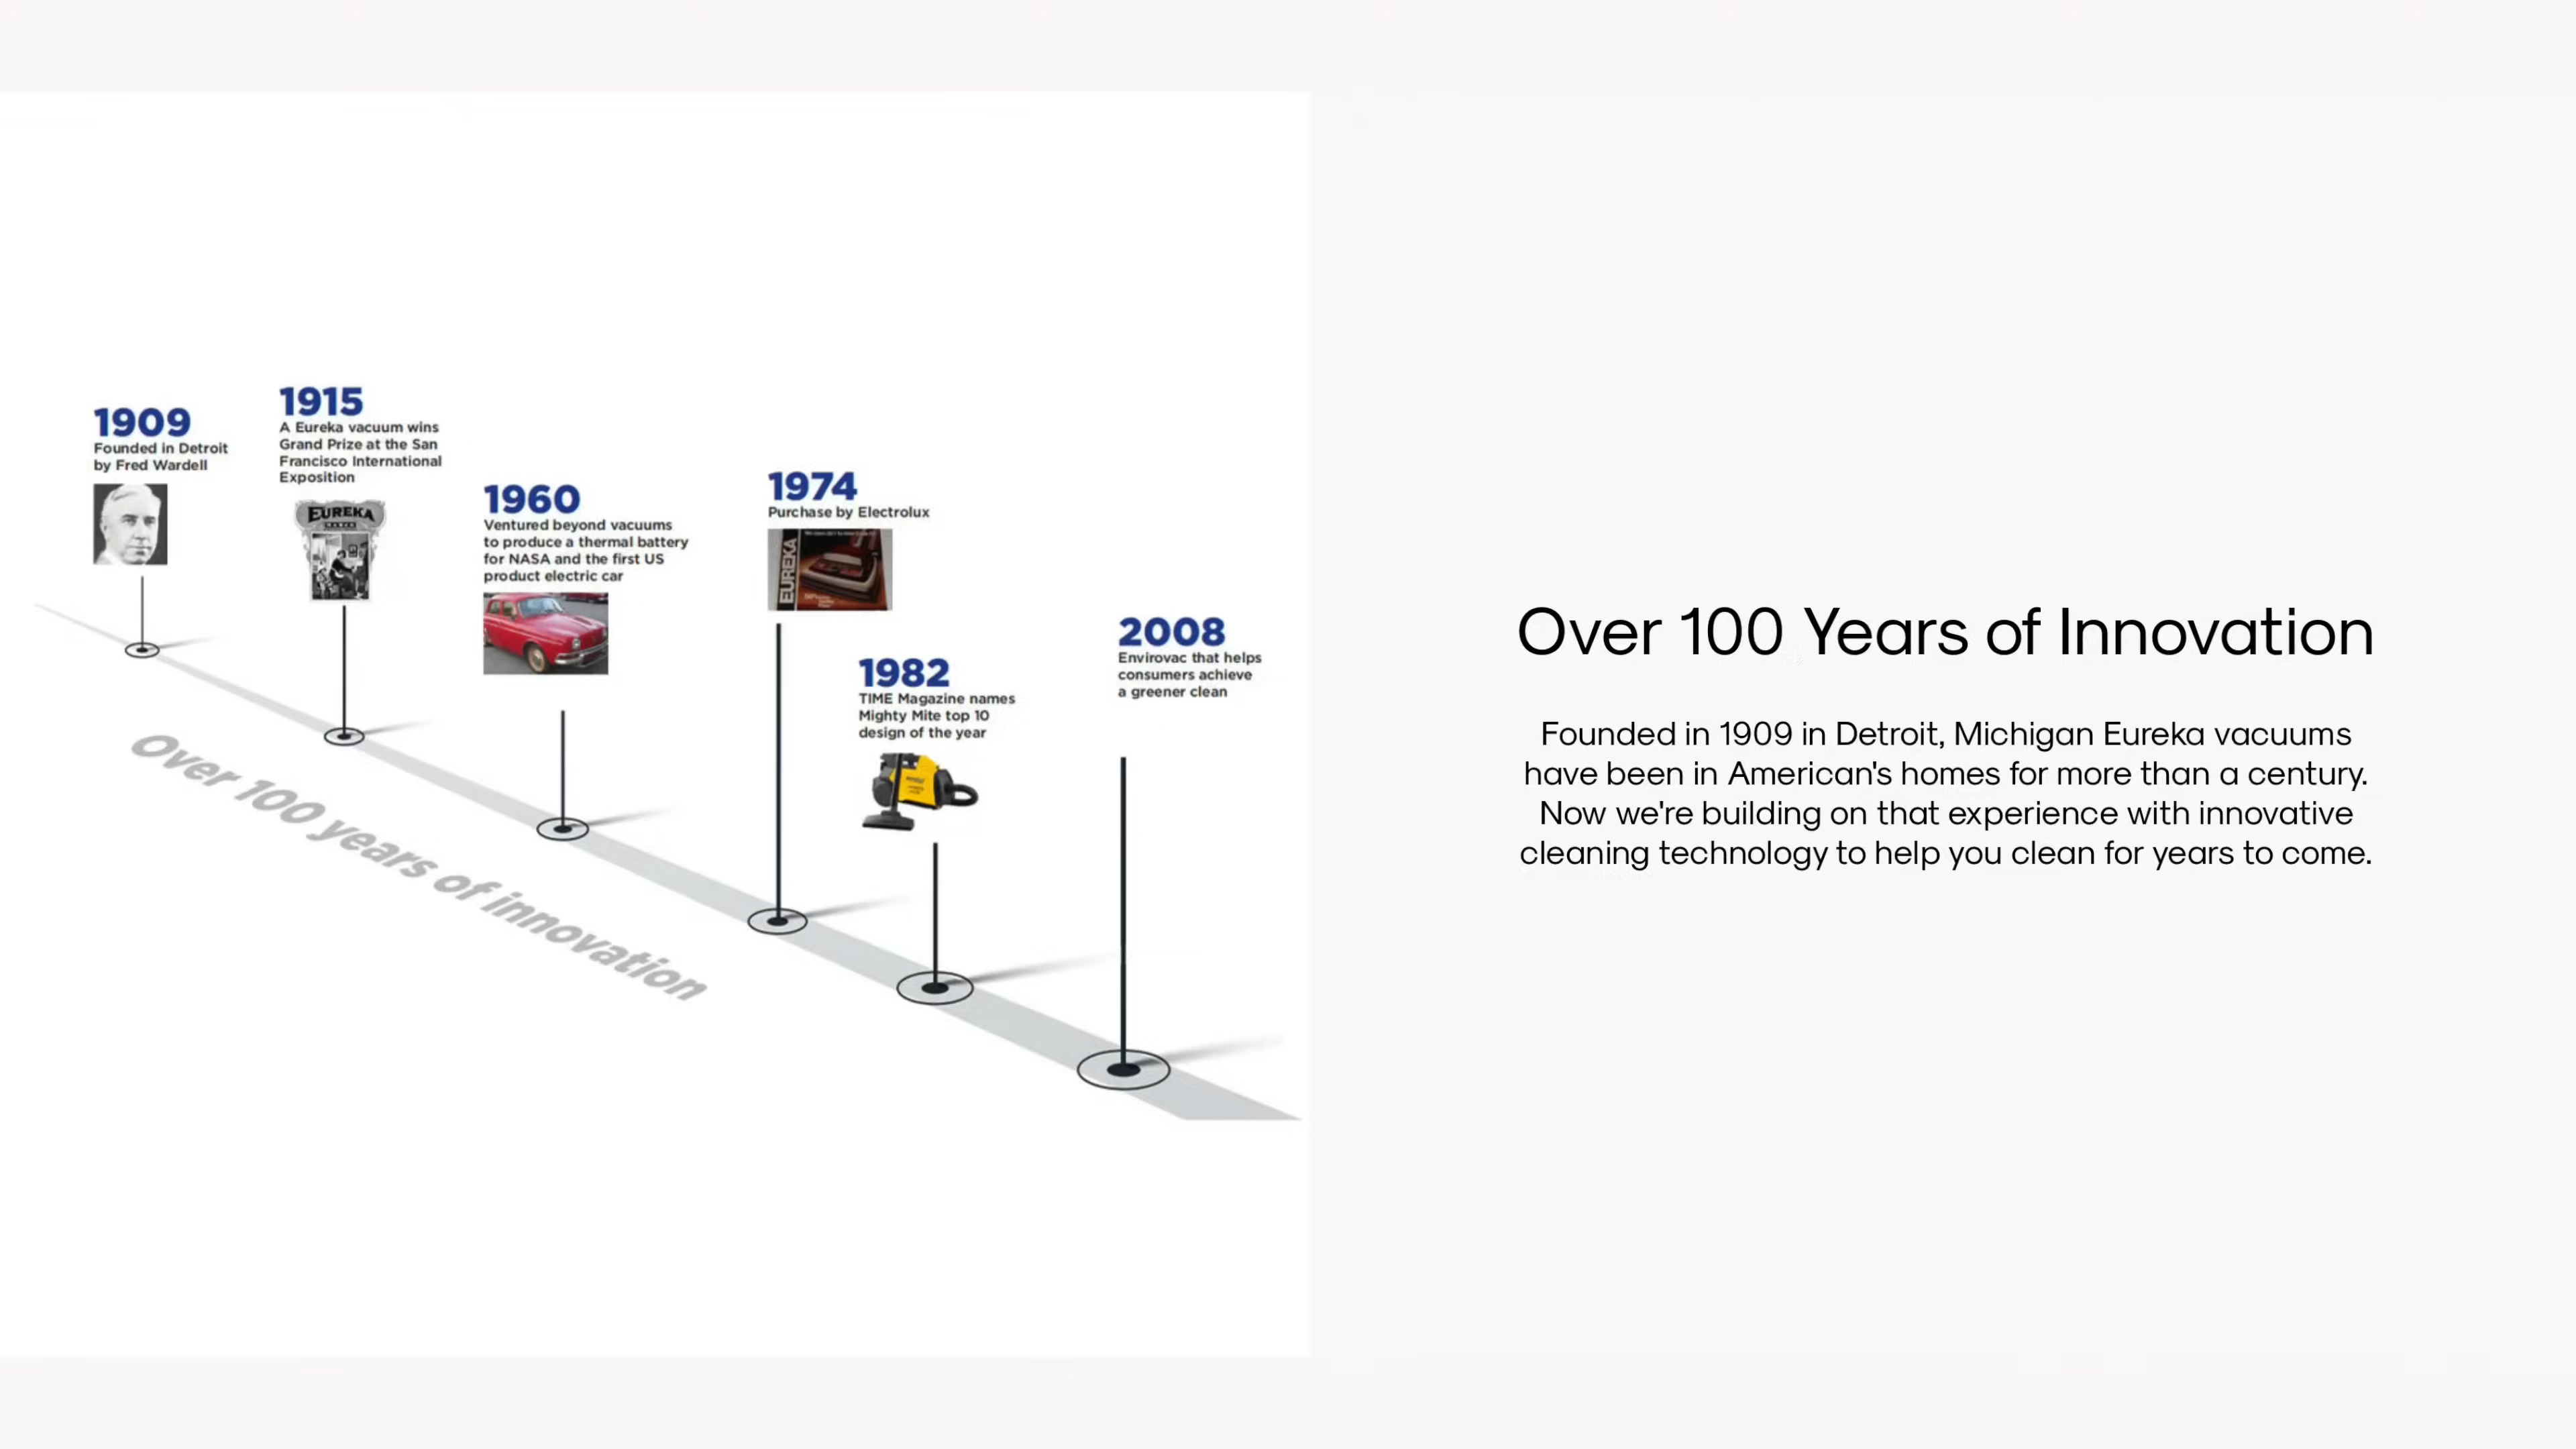 1909
Founded in Detroit
by Fred Wardell
1915
A Eureka vacuum wins
Grand Prize at the San
Francisco International
Exposition
EUREKA
1960
Ventured beyond vacuums
to produce a thermal battery
for NASA and the first US
product electric car
1974
Purchase by Electrolux
EUREKA
1982
TIME Magazine names
Mighty Mite top 10
design of the year
2008
Envirovac that helps
consumers achieve
a greener clean
Over 100 years of innovation
Over 100 Years of Innovation
Founded in 1909 in Detroit, Michigan Eureka vacuums
have been in American's homes for more than a century.
Now we're building on that experience with innovative
cleaning technology to help you clean for years to come.